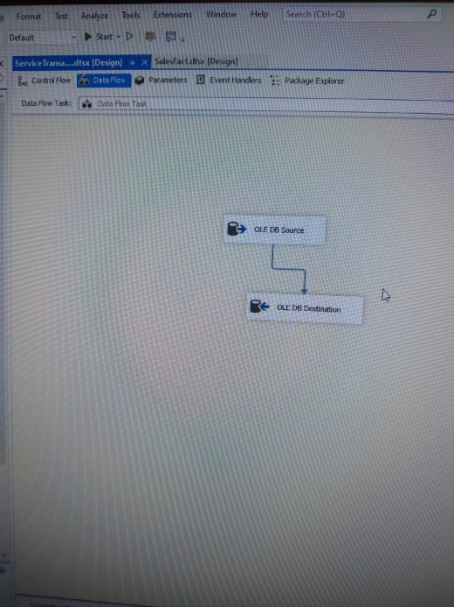 Format Test Analyze Tools Extensions Window Help Search (Ctrl+Q)
Default Start
ServiceTransa....dtsx [Design] SalesFact.dtsx [Design]
Control Flow Data Flow Parameters Event Handlers Package Explorer
Data Flow Task: Data Flow Task
OLE DB Source
OLE DB Destination